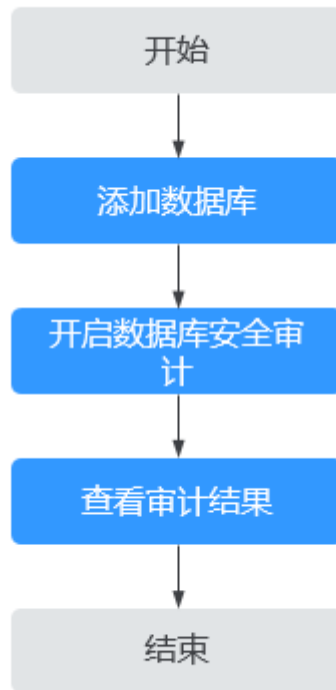 开始
添加数据库
开启数据库安全审
计
查看审计结果
结束